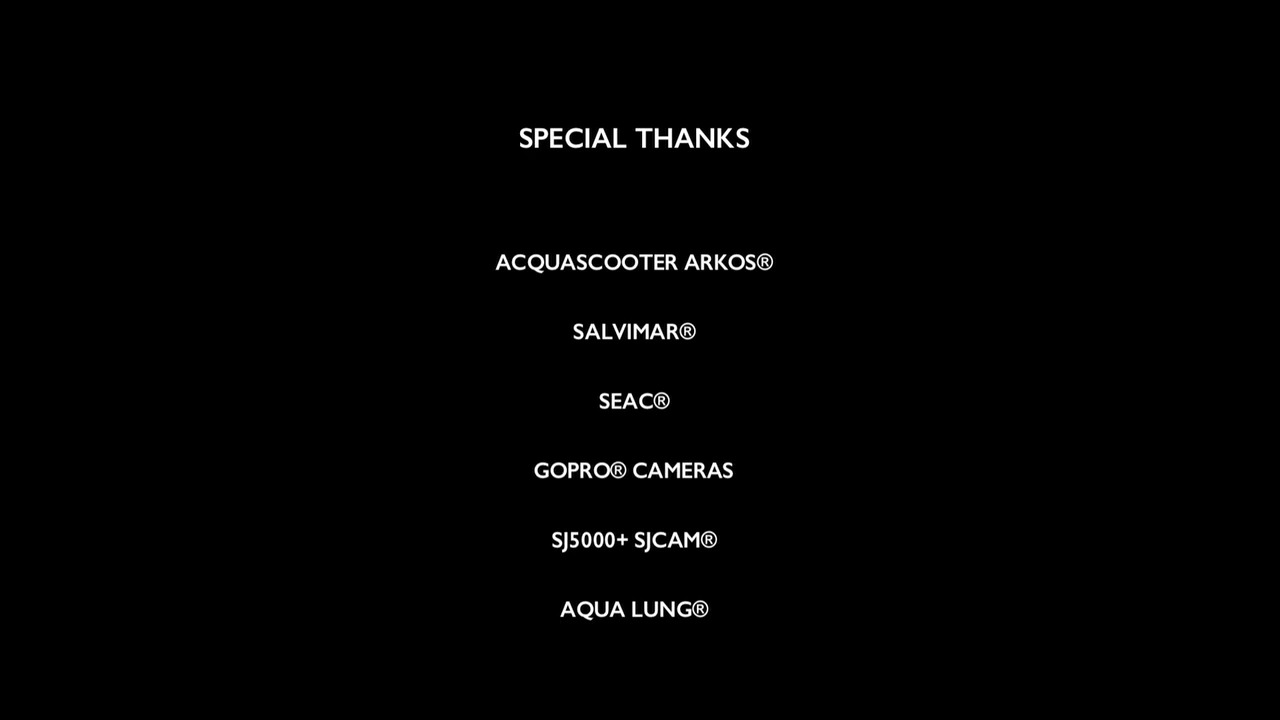 SPECIAL THANKS
ACQUASCOOTER ARKOS®
SALVIMAR®
SEAC®
GOPRO® CAMERAS
SJ5000+ SJCAM®
AQUA LUNG®